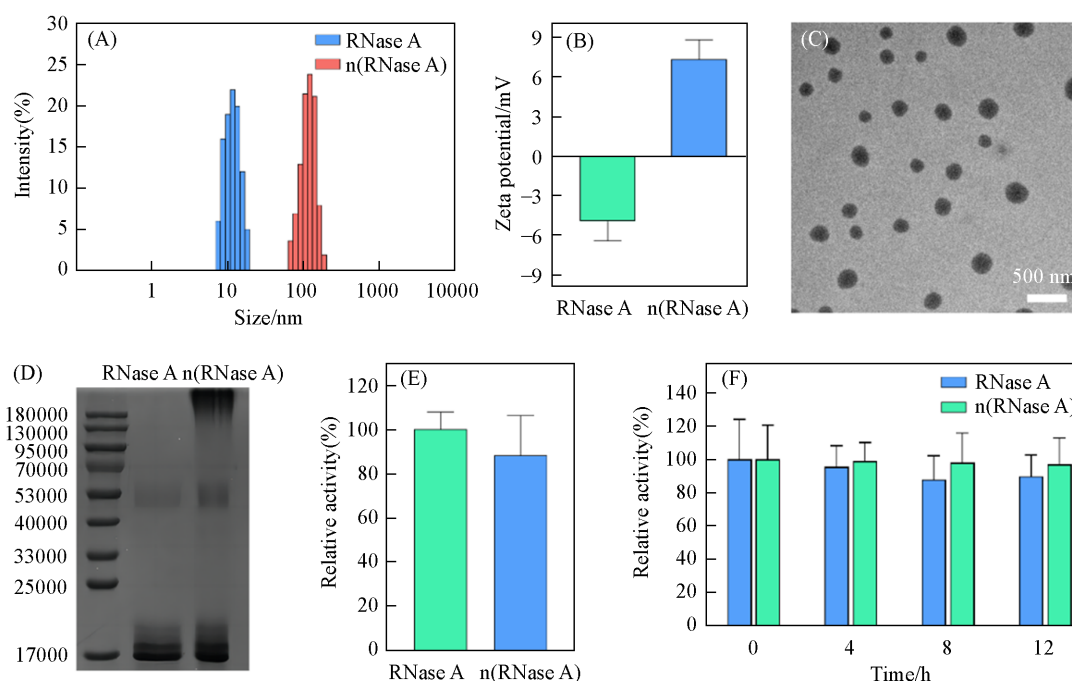 (A)
RNase A
n(RNase A)
30
25
20
15
10
5
0
Intensity(%)
1
10
100
1000
10000
Size/nm
(B)
9
6
3
0
−3
−6
−9
Zeta potential/mV
RNase A
n(RNase A)
(C)
500 nm
(D)
RNase A n(RNase A)
180000
130000
95000
70000
53000
40000
33000
25000
17000
(E)
120
100
80
60
40
20
0
Relative activity(%)
RNase A
n(RNase A)
(F)
RNase A
n(RNase A)
140
120
100
80
60
40
20
0
Relative activity(%)
0
4
8
12
Time/h